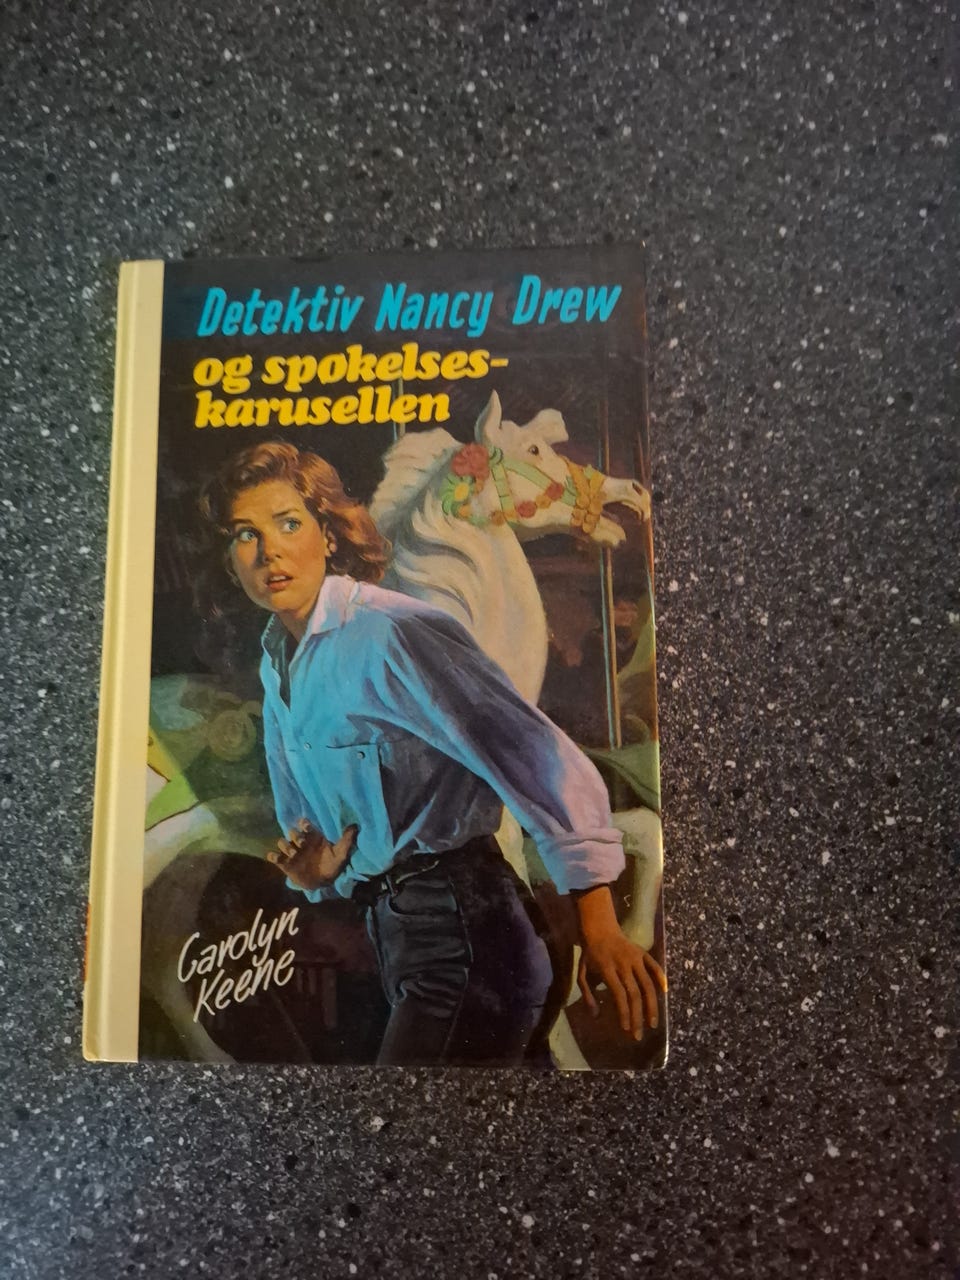 Detektiv Nancy Drew
og spøkelses-
karusellen
Carolyn
Keene